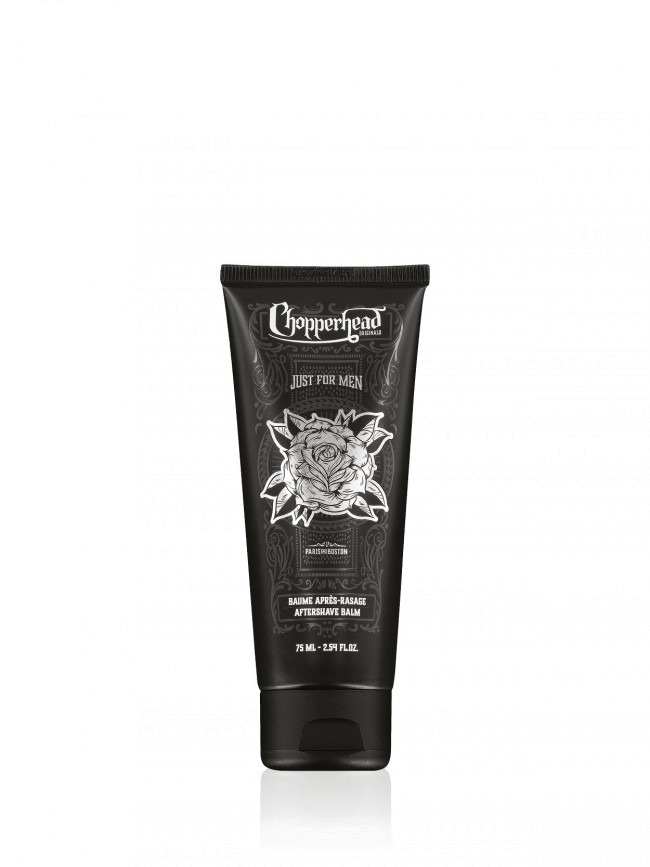 Chopperhead
ORIGINALS
JUST FOR MEN
PARIS BOSTON
BAUME APRÈS-RASAGE
AFTERSHAVE BALM
75 ML - 2.54 FL.OZ.